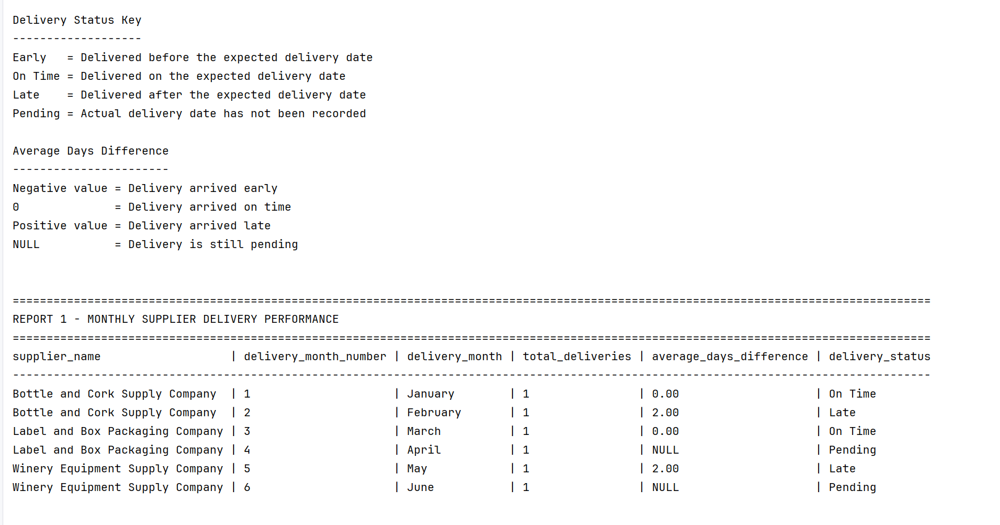 Delivery Status Key
-------------------
Early   = Delivered before the expected delivery date
On Time = Delivered on the expected delivery date
Late    = Delivered after the expected delivery date
Pending = Actual delivery date has not been recorded

Average Days Difference
-----------------------
Negative value = Delivery arrived early
0              = Delivery arrived on time
Positive value = Delivery arrived late
NULL           = Delivery is still pending

=======================================================================================================================================
REPORT 1 - MONTHLY SUPPLIER DELIVERY PERFORMANCE
=======================================================================================================================================
supplier_name                   | delivery_month_number | delivery_month | total_deliveries | average_days_difference | delivery_status
---------------------------------------------------------------------------------------------------------------------------------------
Bottle and Cork Supply Company  | 1                     | January        | 1                | 0.00                    | On Time
Bottle and Cork Supply Company  | 2                     | February       | 1                | 2.00                    | Late
Label and Box Packaging Company | 3                     | March          | 1                | 0.00                    | On Time
Label and Box Packaging Company | 4                     | April          | 1                | NULL                    | Pending
Winery Equipment Supply Company | 5                     | May            | 1                | 2.00                    | Late
Winery Equipment Supply Company | 6                     | June           | 1                | NULL                    | Pending